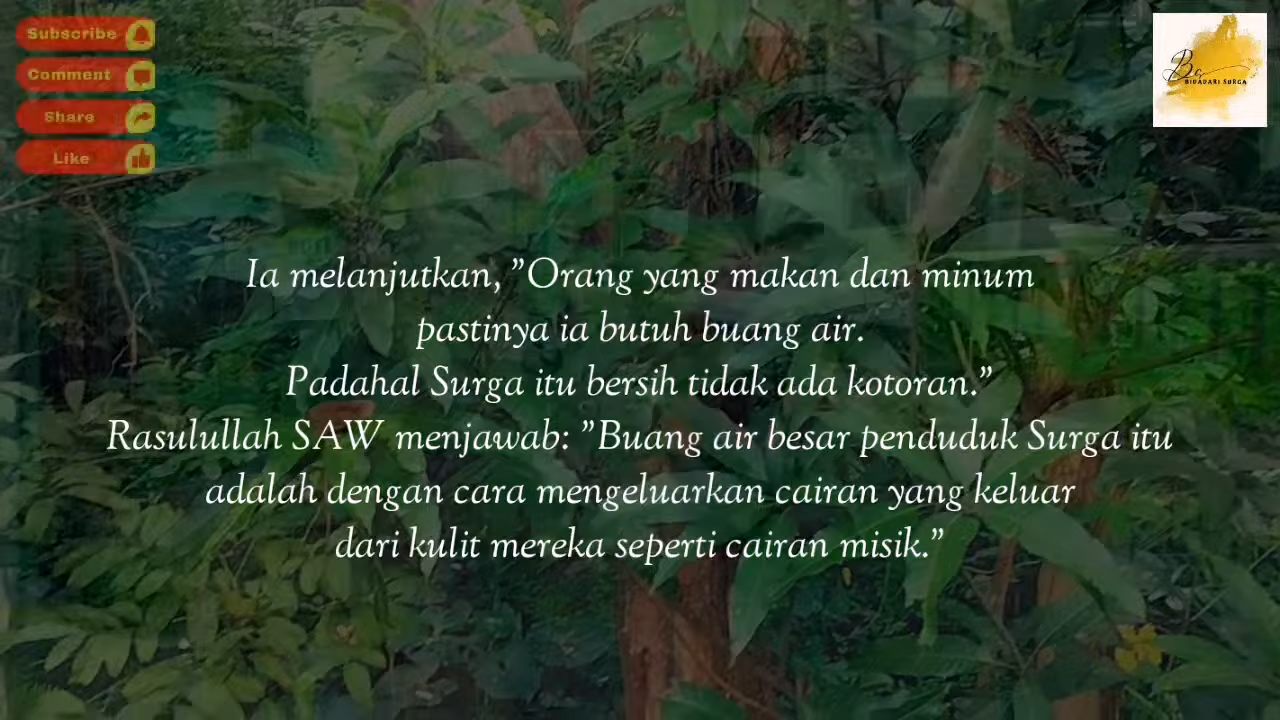 Subscribe
Comment
Share
Like
BIDADARI SURGA
Ia melanjutkan, ”Orang yang makan dan minum
pastinya ia butuh buang air.
Padahal Surga itu bersih tidak ada kotoran.”
Rasulullah SAW menjawab: ”Buang air besar penduduk Surga itu
adalah dengan cara mengeluarkan cairan yang keluar
dari kulit mereka seperti cairan misik.”